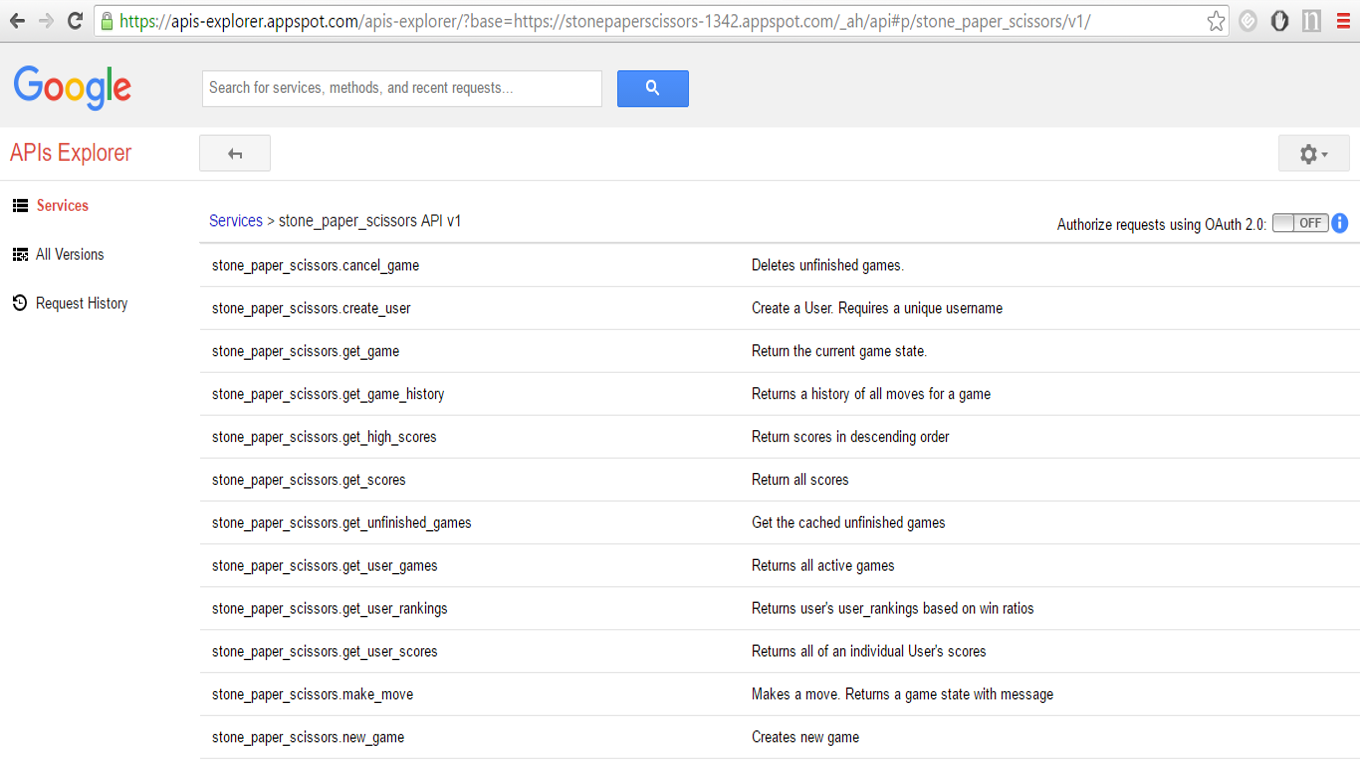 https://apis-explorer.appspot.com/apis-explorer/?base=https://stonepaperscissors-1342.appspot.com/_ah/api#p/stone_paper_scissors/v1/
Google
Search for services, methods, and recent requests...
APIs Explorer
Services
All Versions
Request History
Services > stone_paper_scissors API v1
Authorize requests using OAuth 2.0: OFF
stone_paper_scissors.cancel_game Deletes unfinished games.
stone_paper_scissors.create_user Create a User. Requires a unique username
stone_paper_scissors.get_game Return the current game state.
stone_paper_scissors.get_game_history Returns a history of all moves for a game
stone_paper_scissors.get_high_scores Return scores in descending order
stone_paper_scissors.get_scores Return all scores
stone_paper_scissors.get_unfinished_games Get the cached unfinished games
stone_paper_scissors.get_user_games Returns all active games
stone_paper_scissors.get_user_rankings Returns user's user_rankings based on win ratios
stone_paper_scissors.get_user_scores Returns all of an individual User's scores
stone_paper_scissors.make_move Makes a move. Returns a game state with message
stone_paper_scissors.new_game Creates new game